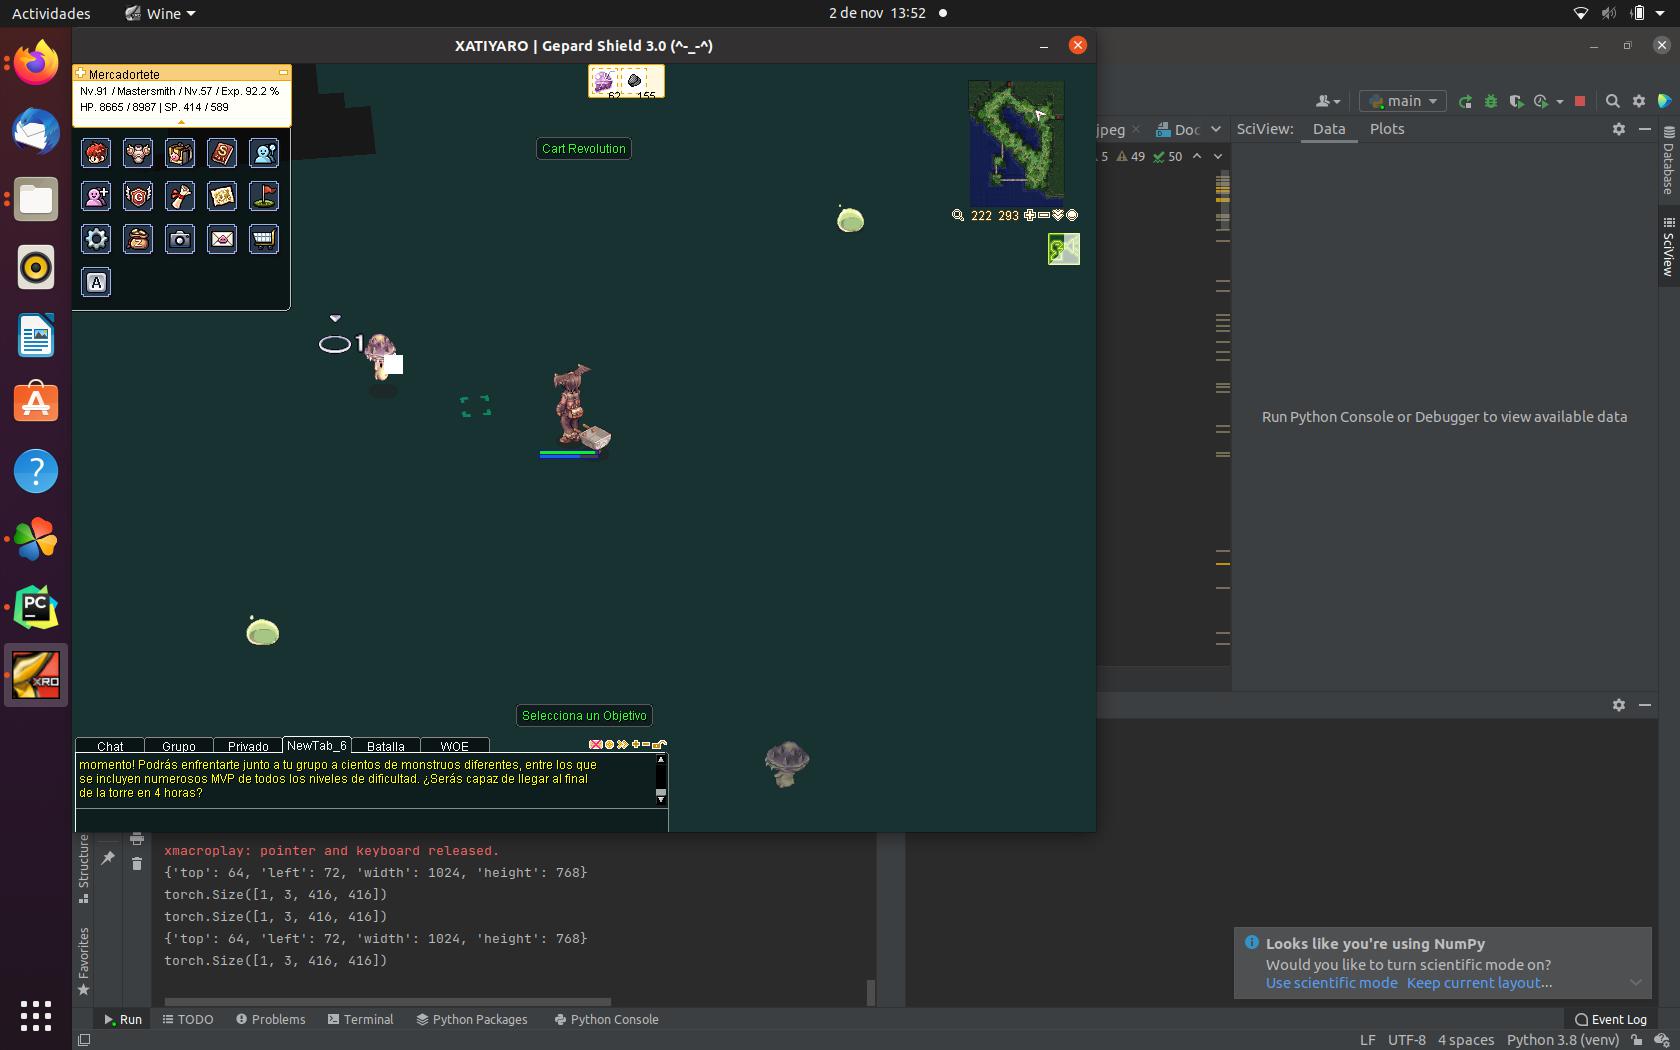 Actividades
Wine
2 de nov 13:52
XATIYARO | Gepard Shield 3.0 (^-_-^)
Mercadortete
Nv.91 / Mastersmith / Nv.57 / Exp. 92.2 %
HP. 8665 / 8987 | SP. 414 / 589
62 155
Cart Revolution
222 293
1
A
Selecciona un Objetivo
Chat Grupo Privado NewTab_6 Batalla WOE
momento! Podrás enfrentarte junto a tu grupo a cientos de monstruos diferentes, entre los que
se incluyen numerosos MVP de todos los niveles de dificultad. ¿Serás capaz de llegar al final
de la torre en 4 horas?
PC
XRO
main
jpeg
Doc
SciView: Data Plots
5 49 50
Database
SciView
Run Python Console or Debugger to view available data
Structure
Favorites
xmacroplay: pointer and keyboard released.
{'top': 64, 'left': 72, 'width': 1024, 'height': 768}
torch.Size([1, 3, 416, 416])
torch.Size([1, 3, 416, 416])
{'top': 64, 'left': 72, 'width': 1024, 'height': 768}
torch.Size([1, 3, 416, 416])
Looks like you're using NumPy
Would you like to turn scientific mode on?
Use scientific mode Keep current layout...
Run TODO Problems Terminal Python Packages Python Console
Event Log
LF UTF-8 4 spaces Python 3.8 (venv)